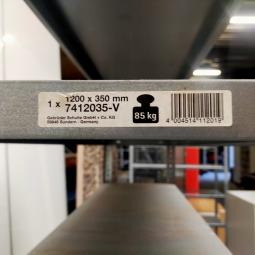 1200 x 350 mm
1 x 7412035-V
Gebrüder Schulte GmbH + Co. KG
59846 Sundern - Germany
85 kg
4 004514 112019